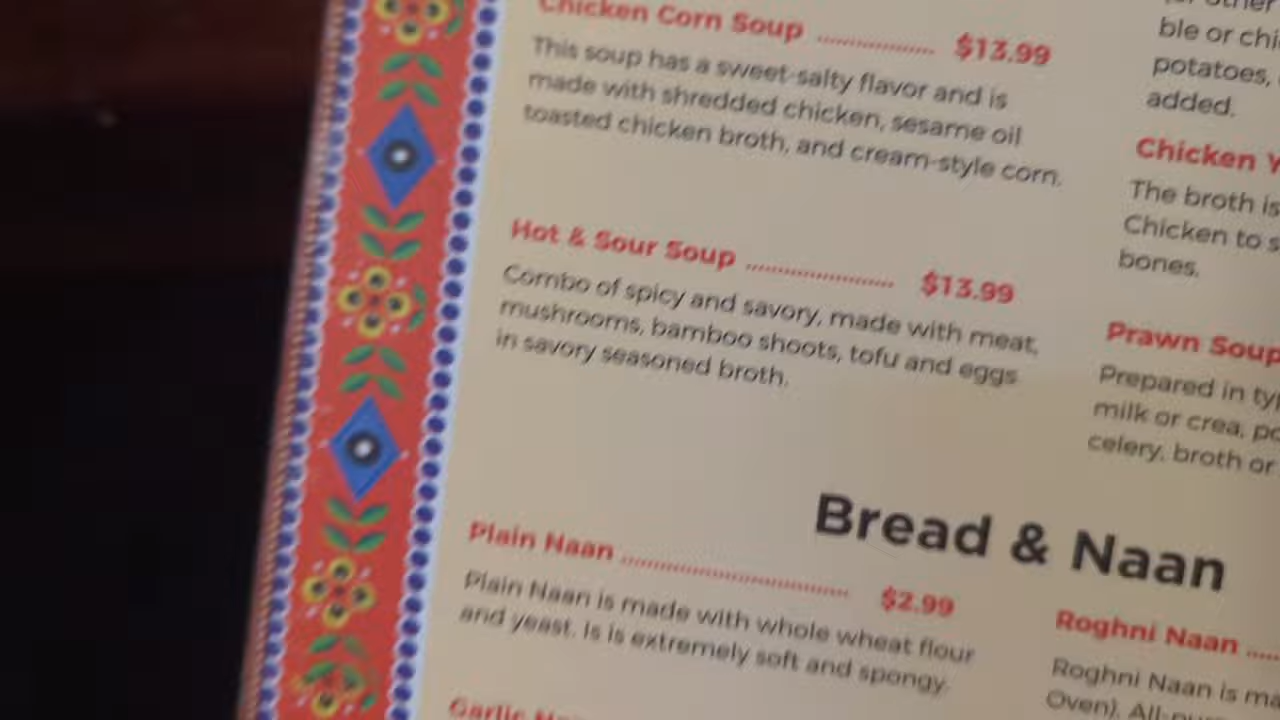 Chicken Corn Soup ................ $13.99
This soup has a sweet-salty flavor and is
made with shredded chicken, sesame oil
toasted chicken broth, and cream-style corn.
Hot & Sour Soup .................... $13.99
Combo of spicy and savory, made with meat,
mushrooms, bamboo shoots, tofu and eggs
in savory seasoned broth.
other
ble or
potatoes,
added.
Chicken
The broth is
Chicken to
bones.
Prawn Soup
Prepared in
milk or crea,
celery, broth or
Bread & Naan
Plain Naan ............................... $2.99
Plain Naan is made with whole wheat flour
and yeast. Is is extremely soft and spongy.
Garlic
Roghni Naan .....
Roghni Naan is
Oven).